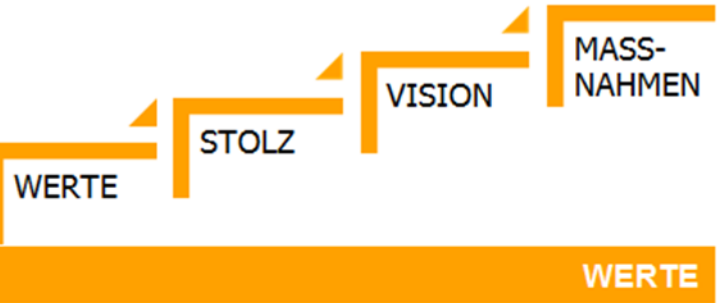 WERTE
STOLZ
VISION
MASS-
NAHMEN
WERTE